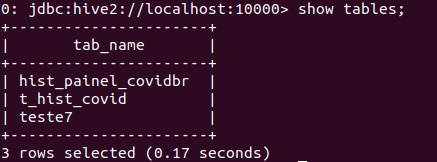 0: jdbc:hive2://localhost:10000> show tables;
+----------------------+
|       tab_name       |
+----------------------+
| hist_painel_covidbr  |
| t_hist_covid         |
| teste7               |
+----------------------+
3 rows selected (0.17 seconds)